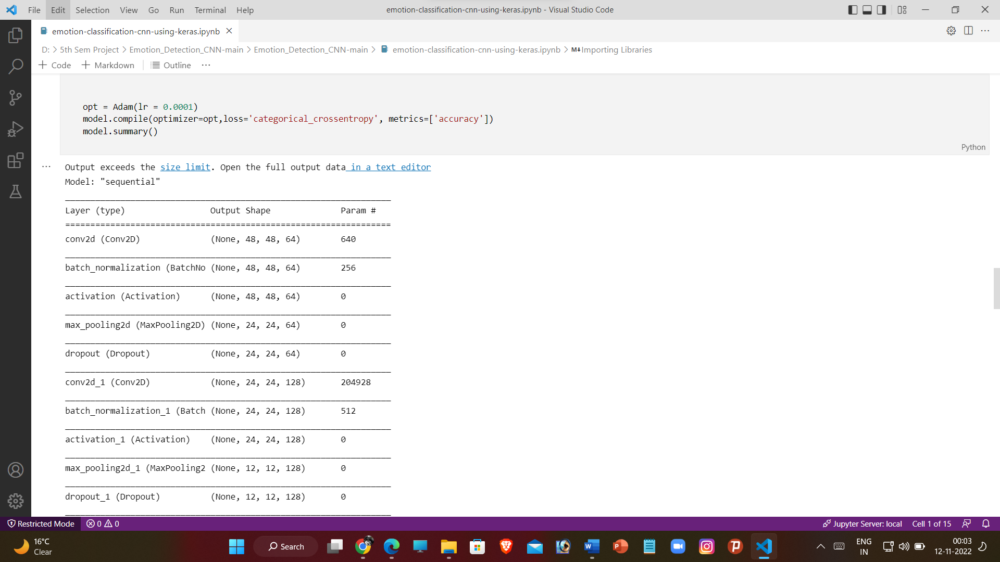 File Edit Selection View Go Run Terminal Help
emotion-classification-cnn-using-keras.ipynb - Visual Studio Code
emotion-classification-cnn-using-keras.ipynb
D: > 5th Sem Project > Emotion_Detection_CNN-main > Emotion_Detection_CNN-main > emotion-classification-cnn-using-keras.ipynb > M↓Importing Libraries
+ Code + Markdown Outline ...
opt = Adam(lr = 0.0001)
model.compile(optimizer=opt,loss='categorical_crossentropy', metrics=['accuracy'])
model.summary()
Python
... Output exceeds the size limit. Open the full output data in a text editor
Model: "sequential"
_________________________________________________________________
Layer (type) Output Shape Param #
=================================================================
conv2d (Conv2D) (None, 48, 48, 64) 640
_________________________________________________________________
batch_normalization (BatchNo (None, 48, 48, 64) 256
_________________________________________________________________
activation (Activation) (None, 48, 48, 64) 0
_________________________________________________________________
max_pooling2d (MaxPooling2D) (None, 24, 24, 64) 0
_________________________________________________________________
dropout (Dropout) (None, 24, 24, 64) 0
_________________________________________________________________
conv2d_1 (Conv2D) (None, 24, 24, 128) 204928
_________________________________________________________________
batch_normalization_1 (Batch (None, 24, 24, 128) 512
_________________________________________________________________
activation_1 (Activation) (None, 24, 24, 128) 0
_________________________________________________________________
max_pooling2d_1 (MaxPooling2 (None, 12, 12, 128) 0
_________________________________________________________________
dropout_1 (Dropout) (None, 12, 12, 128) 0
_________________________________________________________________
Restricted Mode 0 0
Jupyter Server: local Cell 1 of 15
16°C
Clear
Search
ENG
IN
00:03
12-11-2022